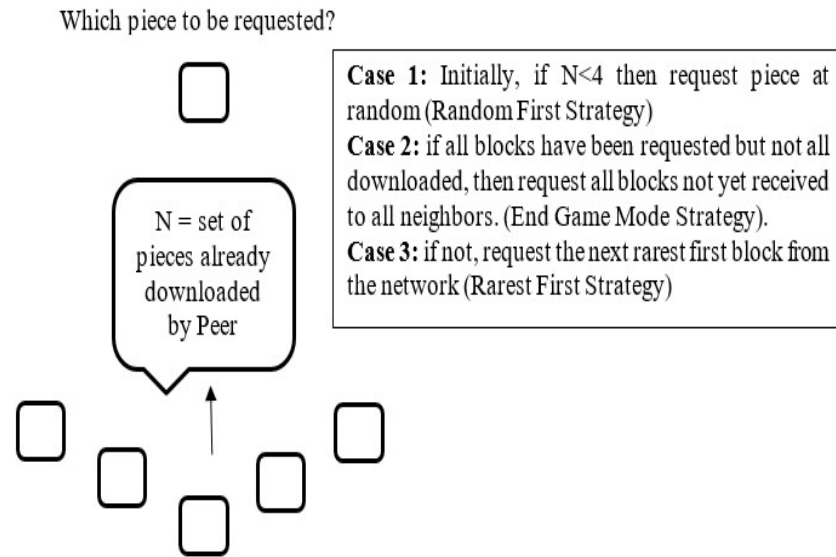 Which piece to be requested?
Case 1: Initially, if N<4 then request piece at
random (Random First Strategy)
Case 2: if all blocks have been requested but not all
downloaded, then request all blocks not yet received
to all neighbors. (End Game Mode Strategy).
Case 3: if not, request the next rarest first block from
the network (Rarest First Strategy)
N = set of
pieces already
downloaded
by Peer